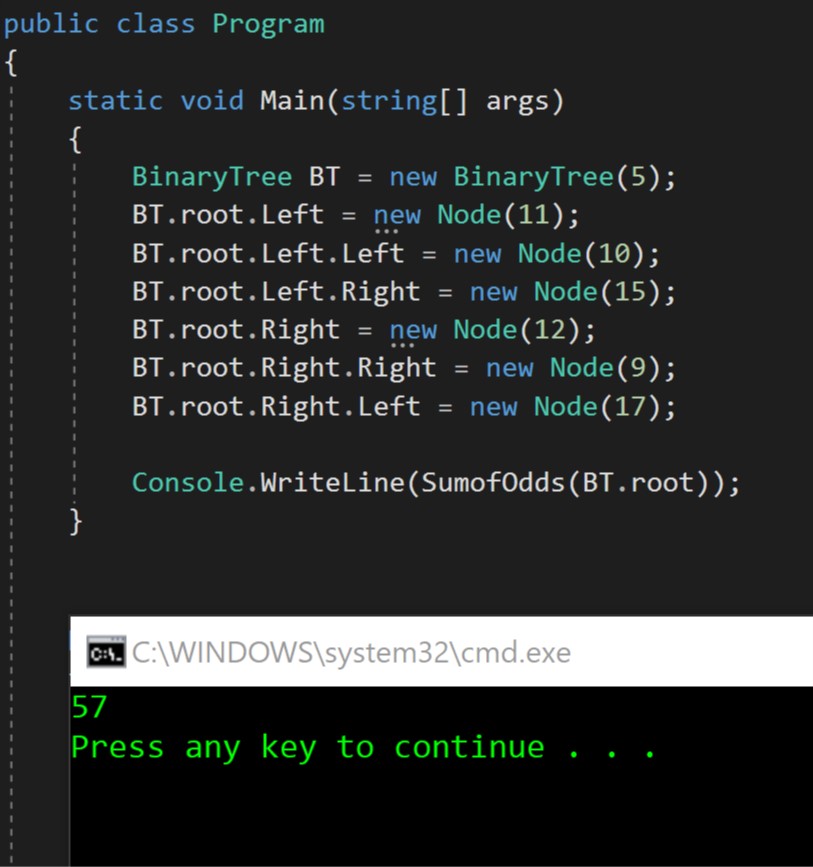 public class Program
{
static void Main(string[] args)
{
BinaryTree BT = new BinaryTree(5);
BT.root.Left = new Node(11);
BT.root.Left.Left = new Node(10);
BT.root.Left.Right = new Node(15);
BT.root.Right = new Node(12);
BT.root.Right.Right = new Node(9);
BT.root.Right.Left = new Node(17);
Console.WriteLine(SumofOdds(BT.root));
}
C:\WINDOWS\system32\cmd.exe
57
Press any key to continue . . .